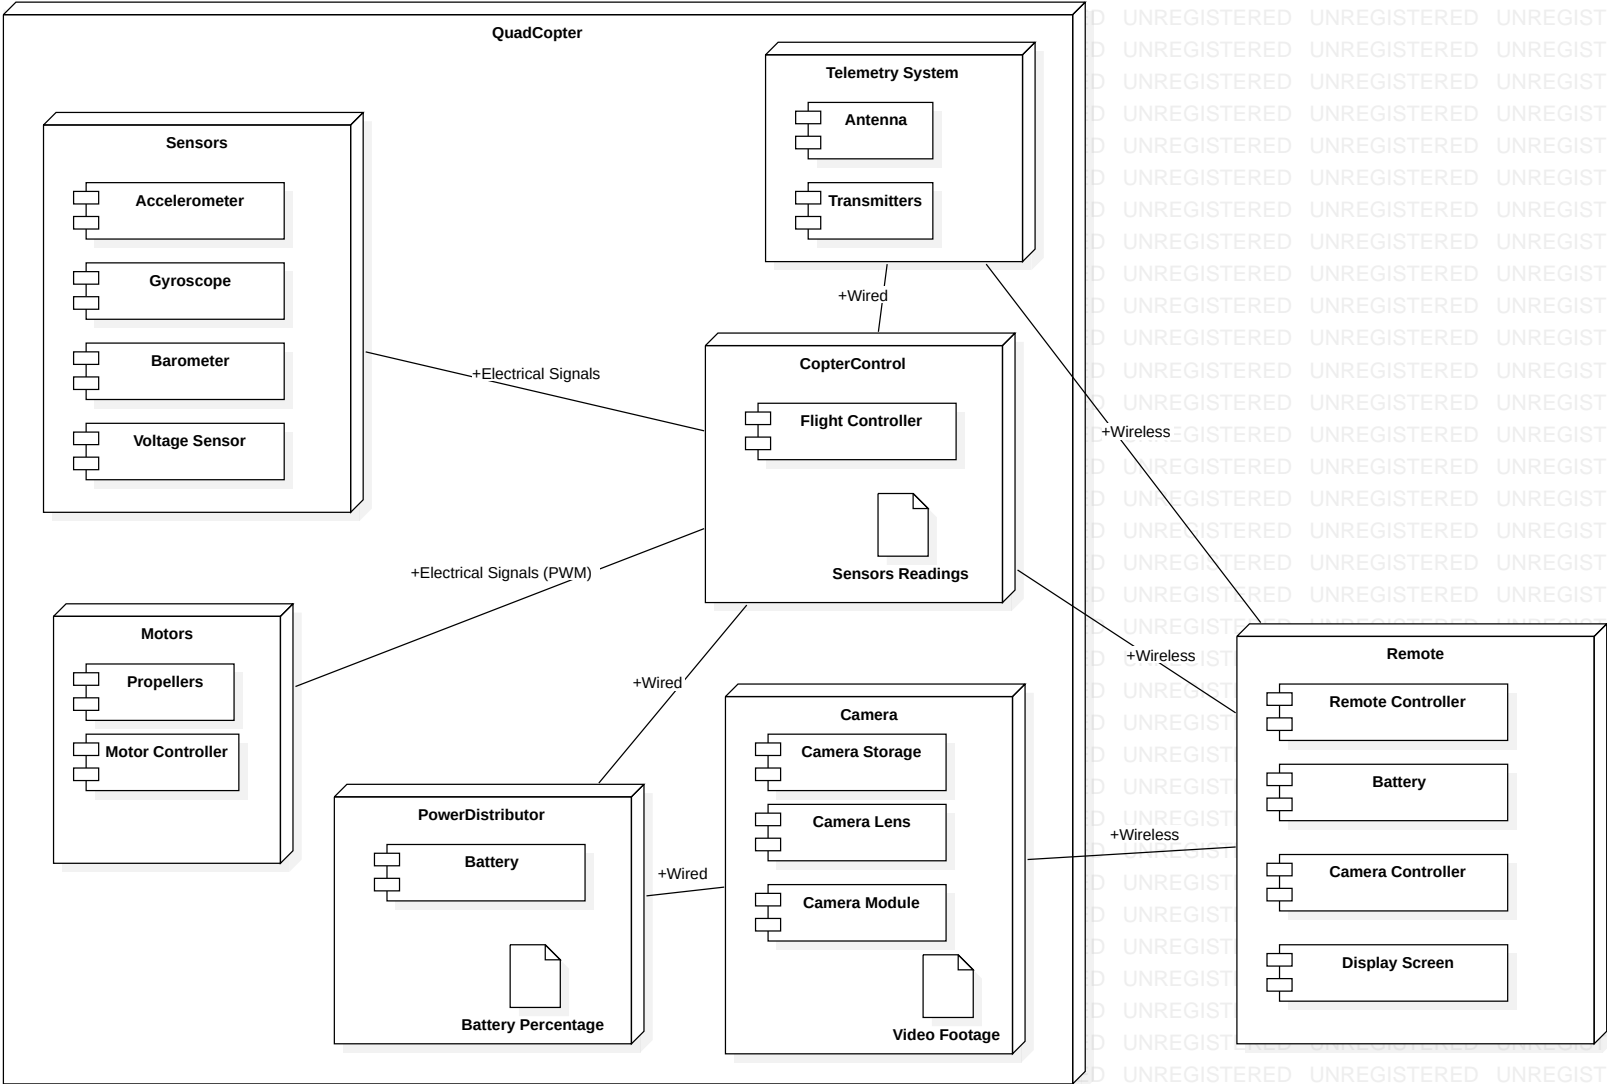 QuadCopter
Telemetry System
Antenna
Transmitters
Sensors
Accelerometer
Gyroscope
Barometer
Voltage Sensor
+Wired
CopterControl
Flight Controller
Sensors Readings
+Electrical Signals
+Wireless
+Electrical Signals (PWM)
Motors
Propellers
Motor Controller
+Wired
+Wireless
Remote
Remote Controller
Battery
Camera Controller
Display Screen
Camera
Camera Storage
Camera Lens
Camera Module
Video Footage
PowerDistributor
Battery
Battery Percentage
+Wired
+Wireless
UNREGISTERED UNREGISTERED